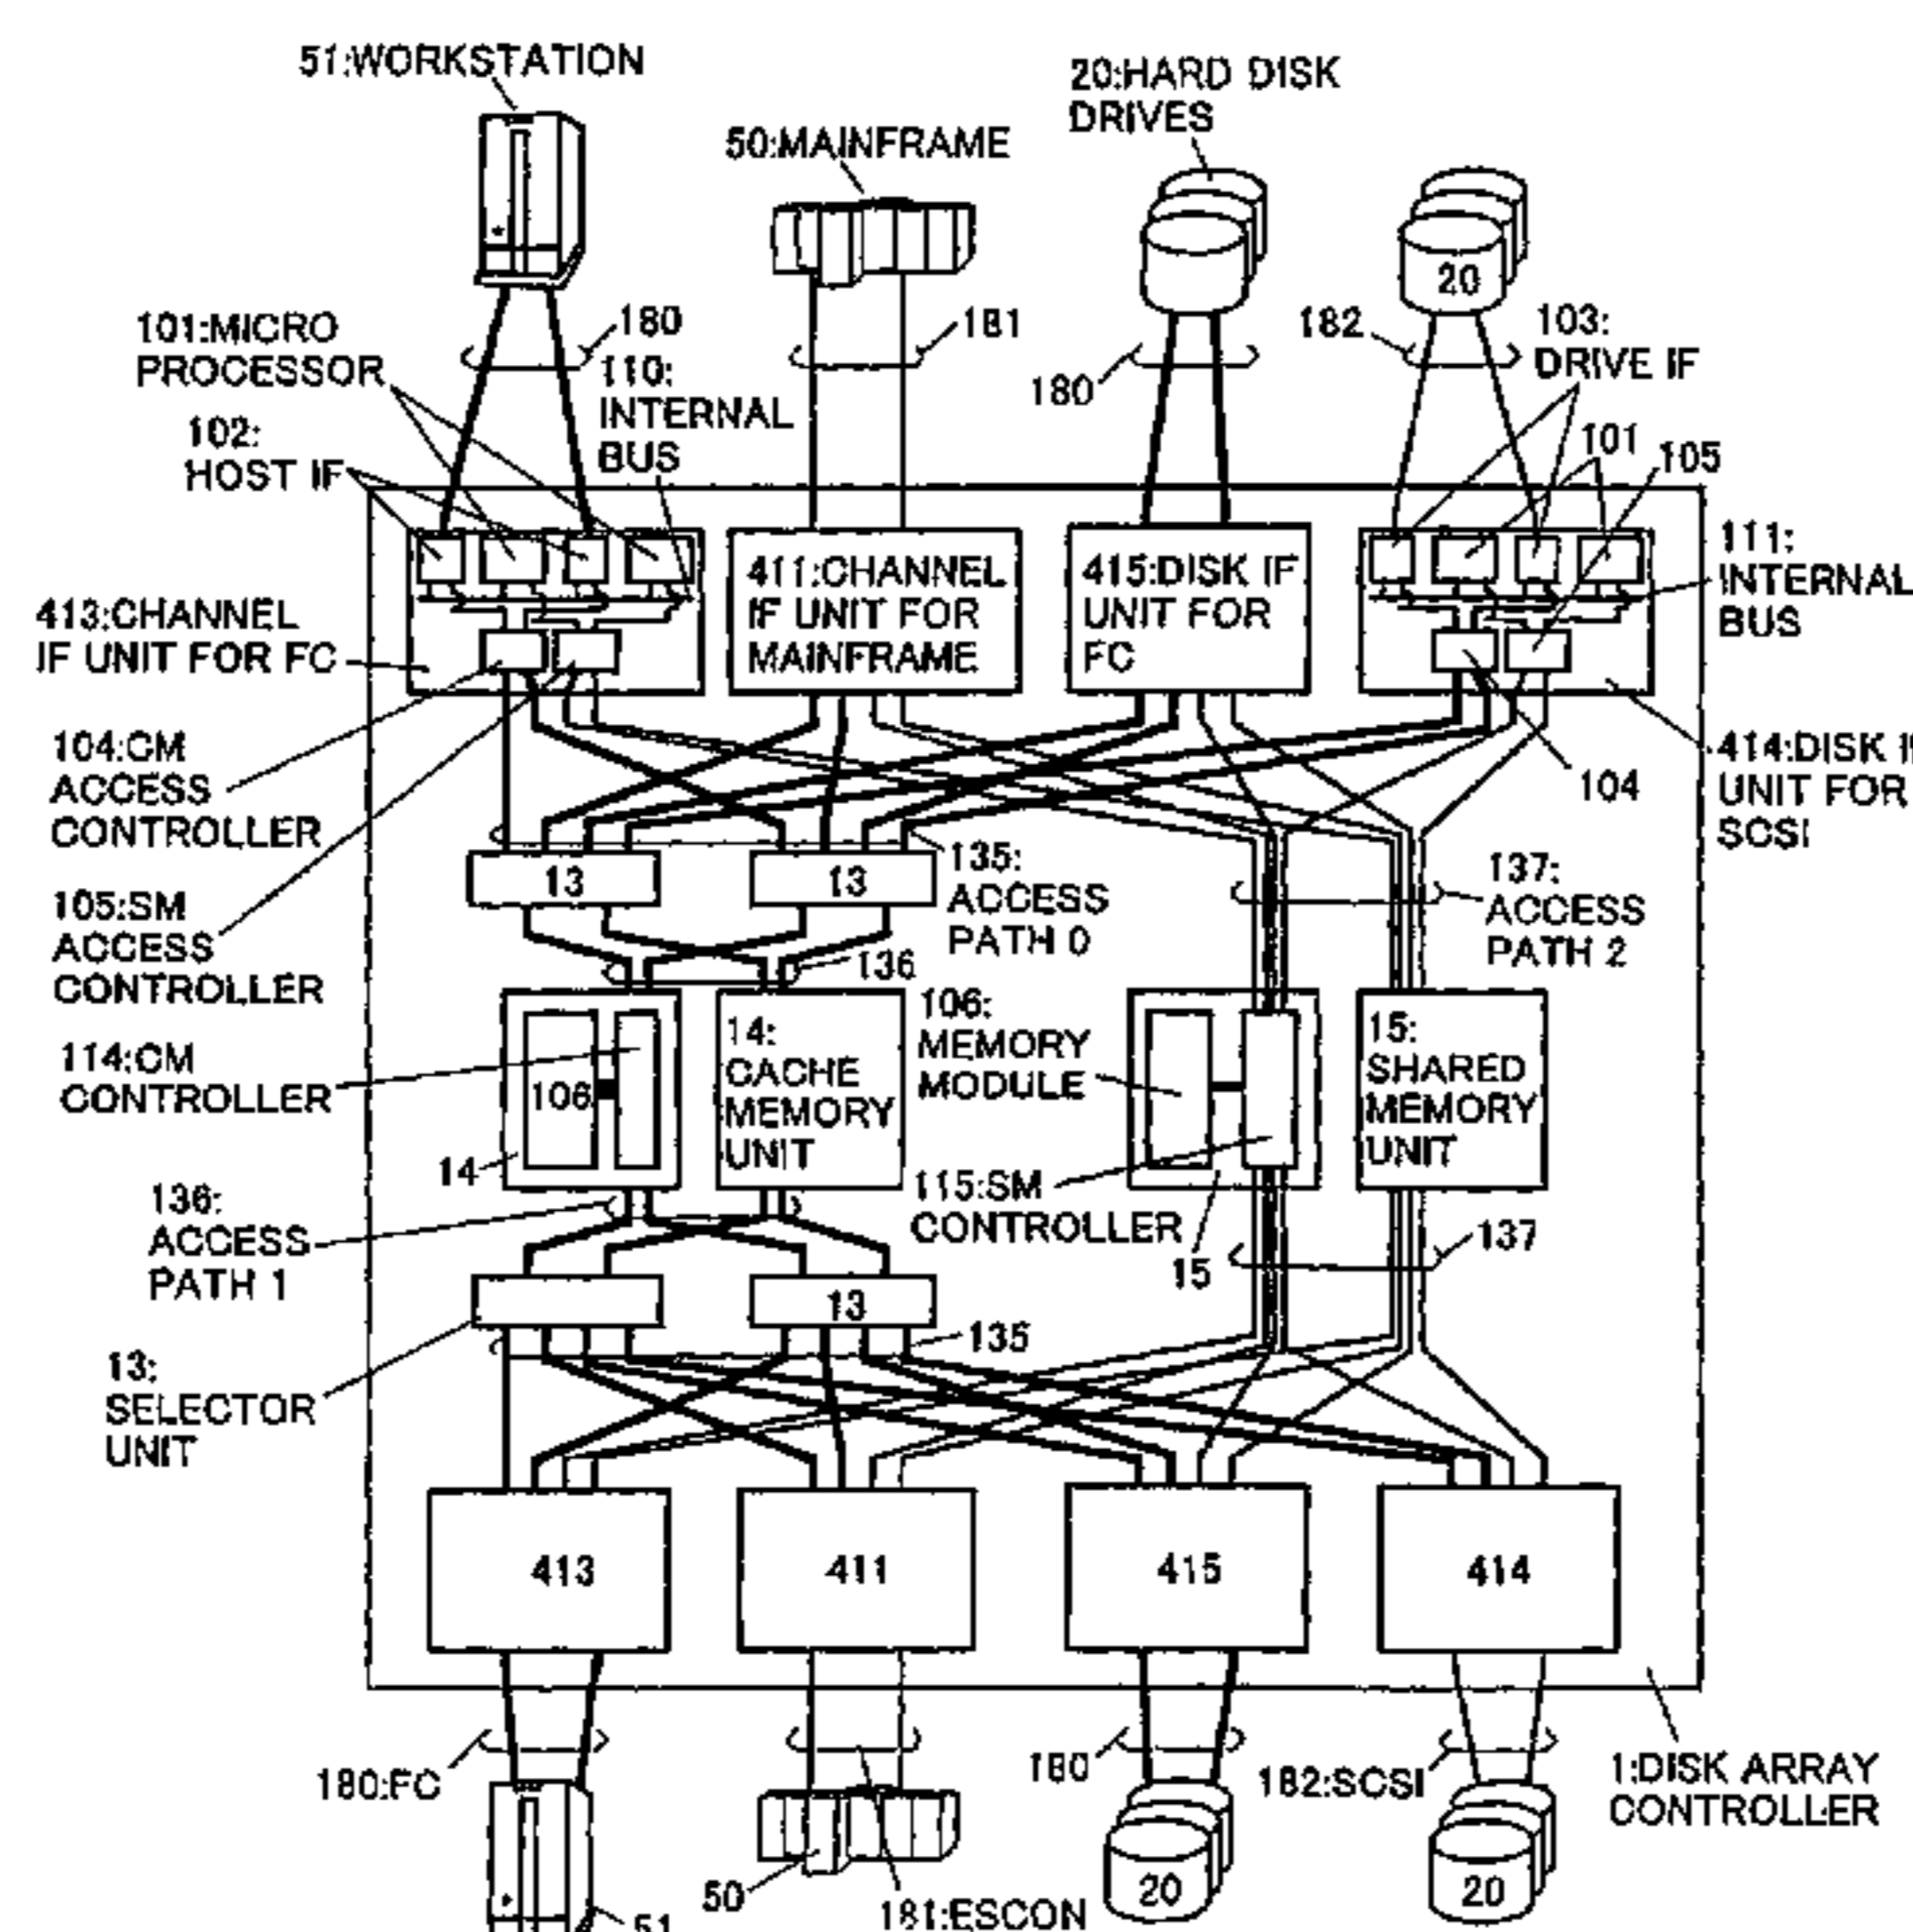 51:WORKSTATION
20:HARD DISK
DRIVES
50:MAINFRAME
20
101:MICRO
PROCESSOR
180
181
182
103:
DRIVE IF
110:
INTERNAL
BUS
180
102:
HOST IF
101
105
111:
INTERNAL
BUS
413:CHANNEL
IF UNIT FOR FC
411:CHANNEL
IF UNIT FOR
MAINFRAME
415:DISK IF
UNIT FOR
FC
104:CM
ACCESS
CONTROLLER
104
414:DISK IF
UNIT FOR
SCSI
13
13
135:
ACCESS
PATH 0
137:
ACCESS
PATH 2
105:SM
ACCESS
CONTROLLER
136
114:CM
CONTROLLER
106
14:
CACHE
MEMORY
UNIT
106:
MEMORY
MODULE
15:
SHARED
MEMORY
UNIT
14
115:SM
CONTROLLER
136:
ACCESS
PATH 1
15
137
13
135
13:
SELECTOR
UNIT
413
411
415
414
180:FC
180
182:SCSI
1:DISK ARRAY
CONTROLLER
50
181:ESCON
20
20
51